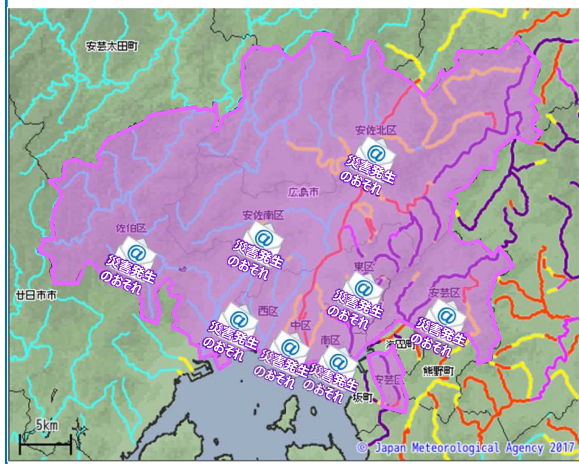 安芸太田町
安佐北区
@
災害発生
のおそれ
広島市
安佐南区
@
災害発生
のおそれ
佐伯区
@
災害発生
のおそれ
東区
@
災害発生
のおそれ
廿日市市
安芸区
@
災害発生
のおそれ
西区
@
災害発生
のおそれ
中区
@
災害発生
のおそれ
南区
@
災害発生
のおそれ
海田町
熊野町
安芸区
坂町
5km
© Japan Meteorological Agency 2017